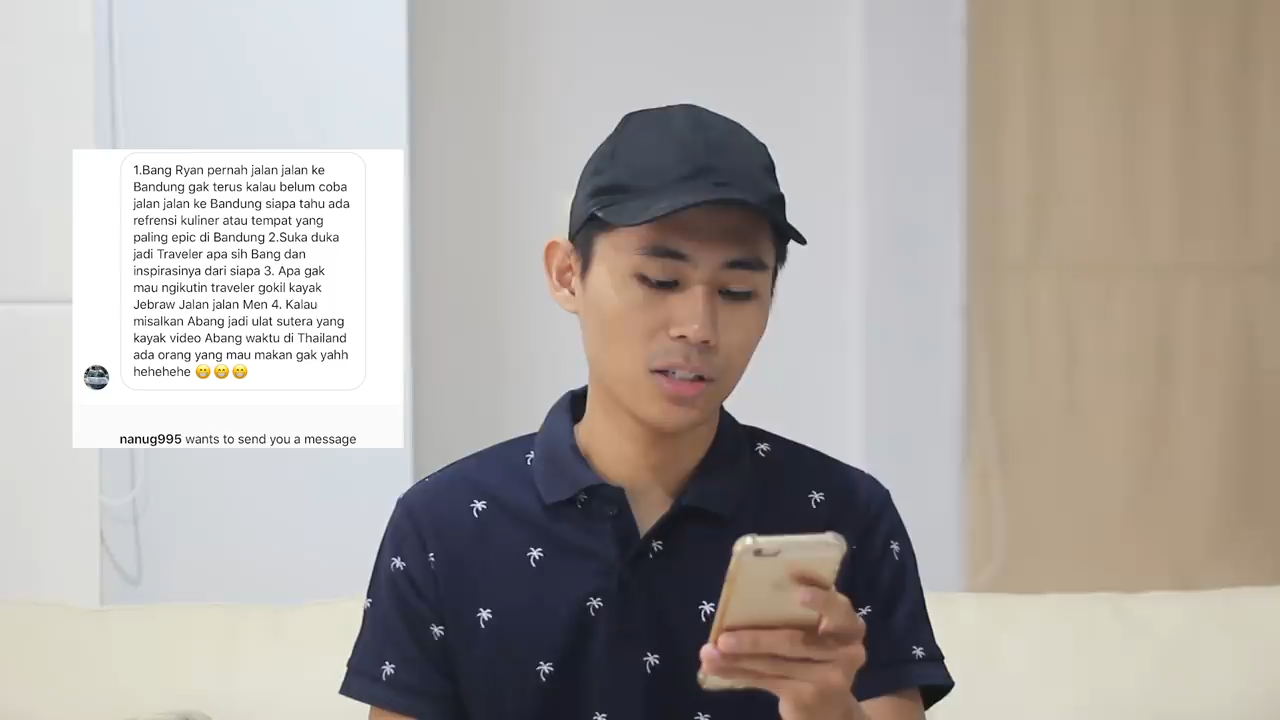 1.Bang Ryan pernah jalan jalan ke
Bandung gak terus kalau belum coba
jalan jalan ke Bandung siapa tahu ada
refrensi kuliner atau tempat yang
paling epic di Bandung 2.Suka duka
jadi Traveler apa sih Bang dan
inspirasinya dari siapa 3. Apa gak
mau ngikutin traveler gokil kayak
Jebraw Jalan jalan Men 4. Kalau
misalkan Abang jadi ulat sutera yang
kayak video Abang waktu di Thailand
ada orang yang mau makan gak yahh
hehehehe 😁😁😁
nanug995 wants to send you a message